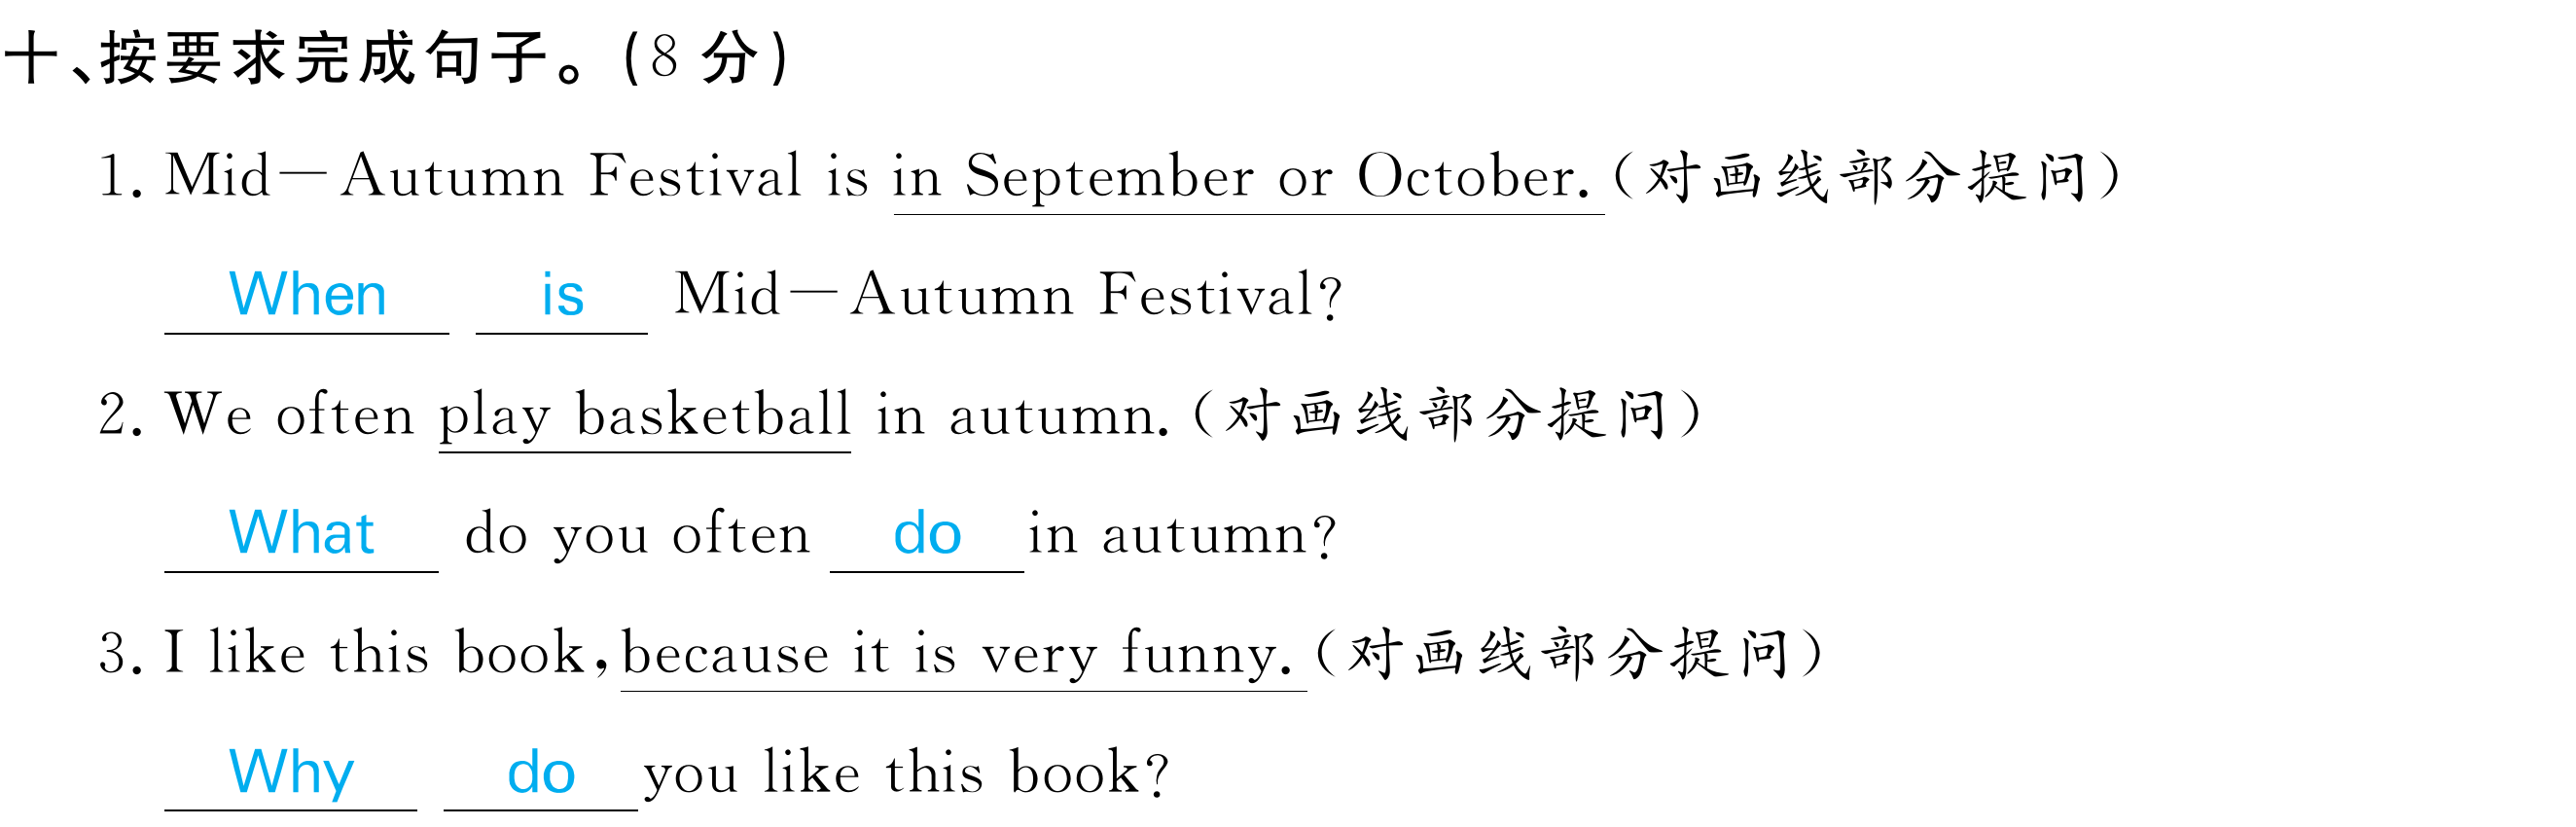 十、按要求完成句子。(8 分)
1. Mid—Autumn Festival is in September or October.(对画线部分提问)
When is Mid—Autumn Festival?
2. We often play basketball in autumn.(对画线部分提问)
What do you often do in autumn?
3. I like this book,because it is very funny.(对画线部分提问)
Why do you like this book?